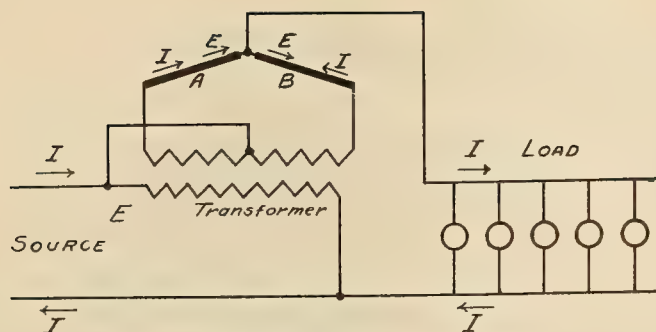 E E
I I
A B
I I LOAD
E Transformer
SOURCE
I I